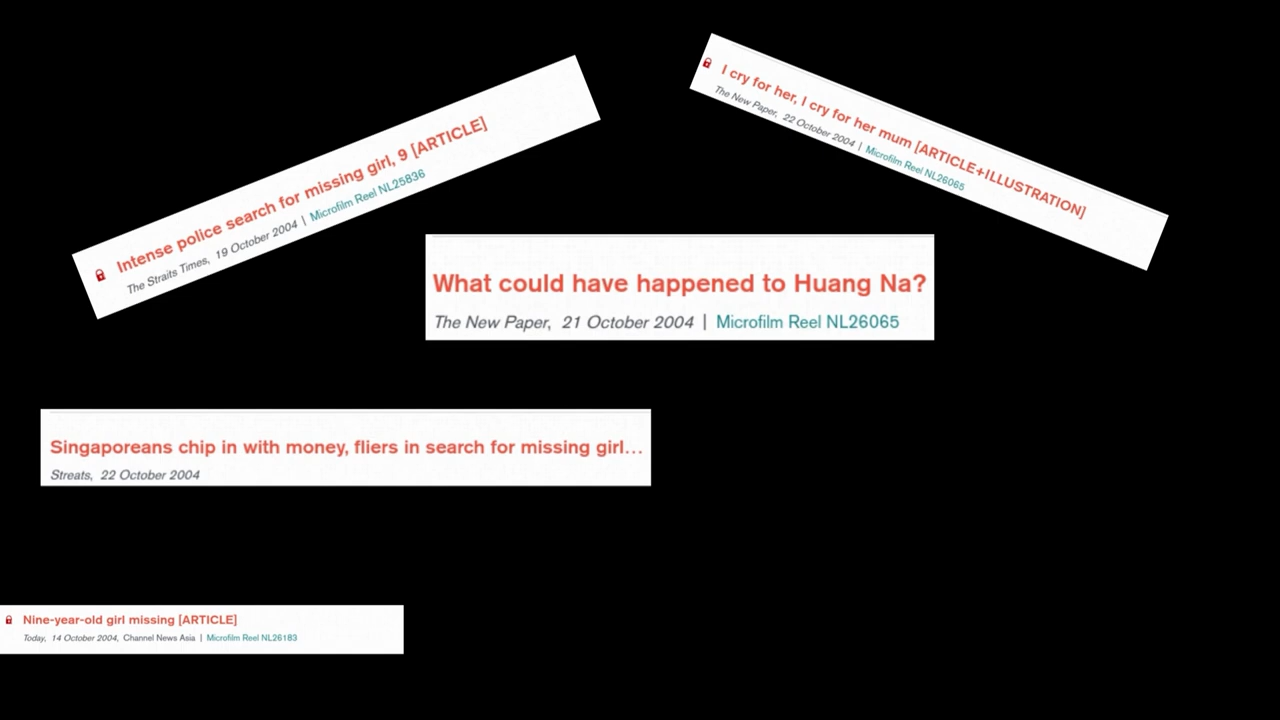 I cry for her, I cry for her mum [ARTICLE+ILLUSTRATION]
The New Paper, 22 October 2004 | Microfilm Reel NL26065
Intense police search for missing girl, 9 [ARTICLE]
The Straits Times, 19 October 2004 | Microfilm Reel NL25836
What could have happened to Huang Na?
The New Paper, 21 October 2004 | Microfilm Reel NL26065
Singaporeans chip in with money, fliers in search for missing girl...
Streats, 22 October 2004
Nine-year-old girl missing [ARTICLE]
Today, 14 October 2004, Channel News Asia | Microfilm Reel NL26183